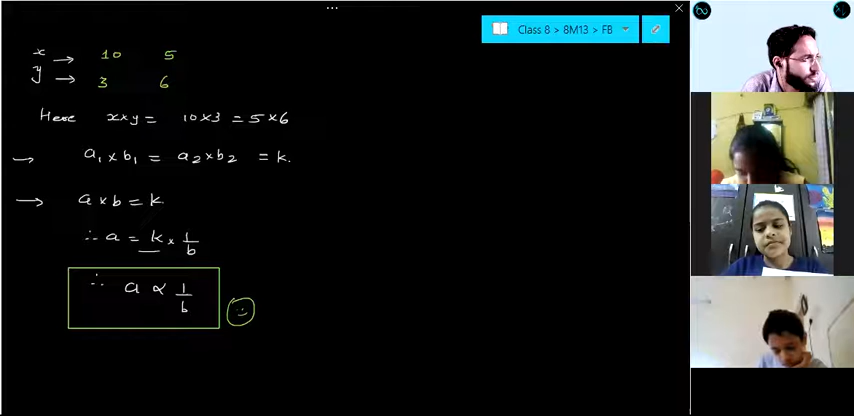 Class 8 > 8M13 > FB
x → 10 5
y → 3 6
Here x×y = 10×3 = 5×6
→ a₁×b₁ = a₂×b₂ = k.
→ a×b = k
∴ a = k × 1/b
∴ a ∝ 1/b